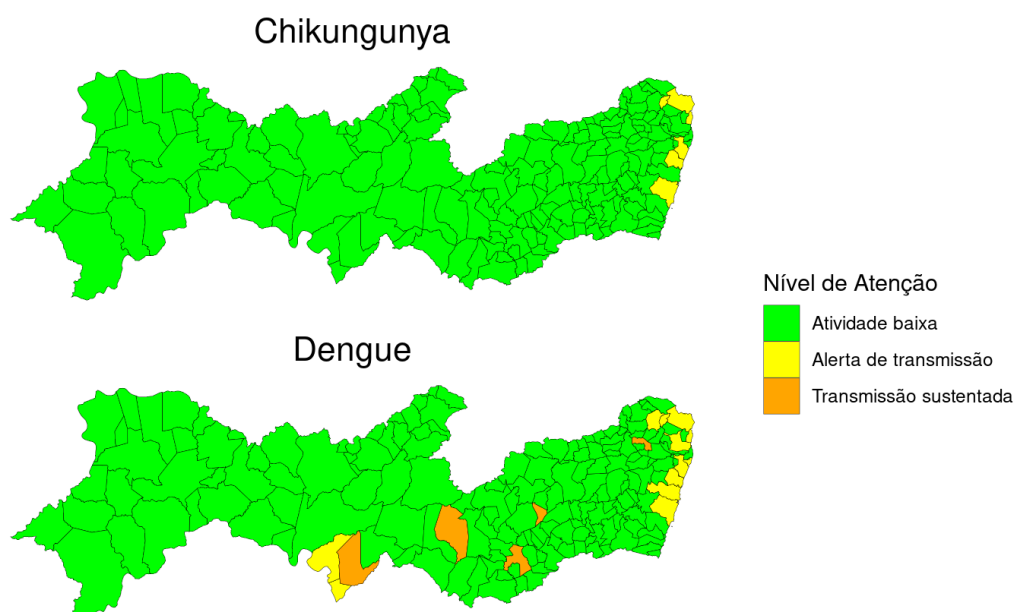 Chikungunya
Dengue
Nível de Atenção
Atividade baixa
Alerta de transmissão
Transmissão sustentada